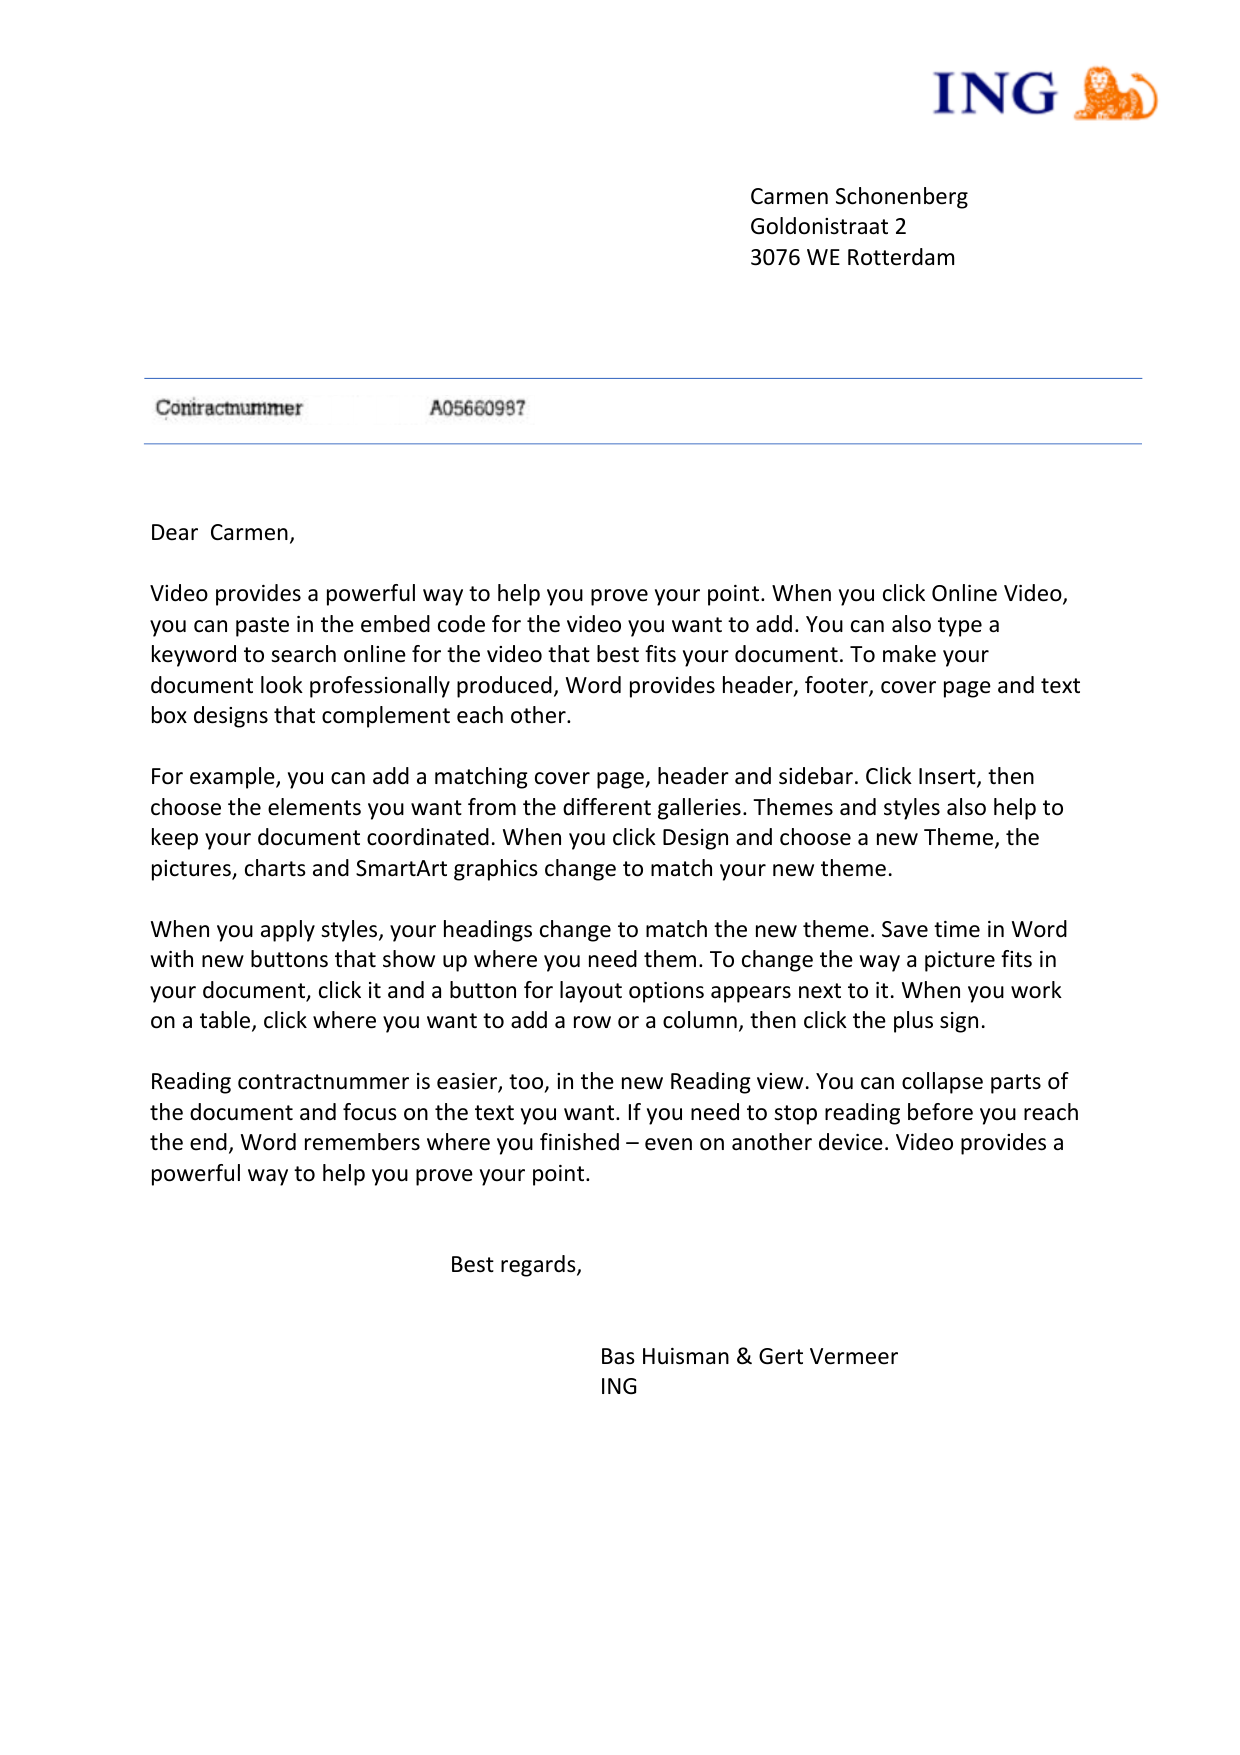 ING
Carmen Schonenberg
Goldonistraat 2
3076 WE Rotterdam
Contractnummer A05660987
Dear  Carmen,
Video provides a powerful way to help you prove your point. When you click Online Video,
you can paste in the embed code for the video you want to add. You can also type a
keyword to search online for the video that best fits your document. To make your
document look professionally produced, Word provides header, footer, cover page and text
box designs that complement each other.
For example, you can add a matching cover page, header and sidebar. Click Insert, then
choose the elements you want from the different galleries. Themes and styles also help to
keep your document coordinated. When you click Design and choose a new Theme, the
pictures, charts and SmartArt graphics change to match your new theme.
When you apply styles, your headings change to match the new theme. Save time in Word
with new buttons that show up where you need them. To change the way a picture fits in
your document, click it and a button for layout options appears next to it. When you work
on a table, click where you want to add a row or a column, then click the plus sign.
Reading contractnummer is easier, too, in the new Reading view. You can collapse parts of
the document and focus on the text you want. If you need to stop reading before you reach
the end, Word remembers where you finished – even on another device. Video provides a
powerful way to help you prove your point.
Best regards,
Bas Huisman & Gert Vermeer
ING